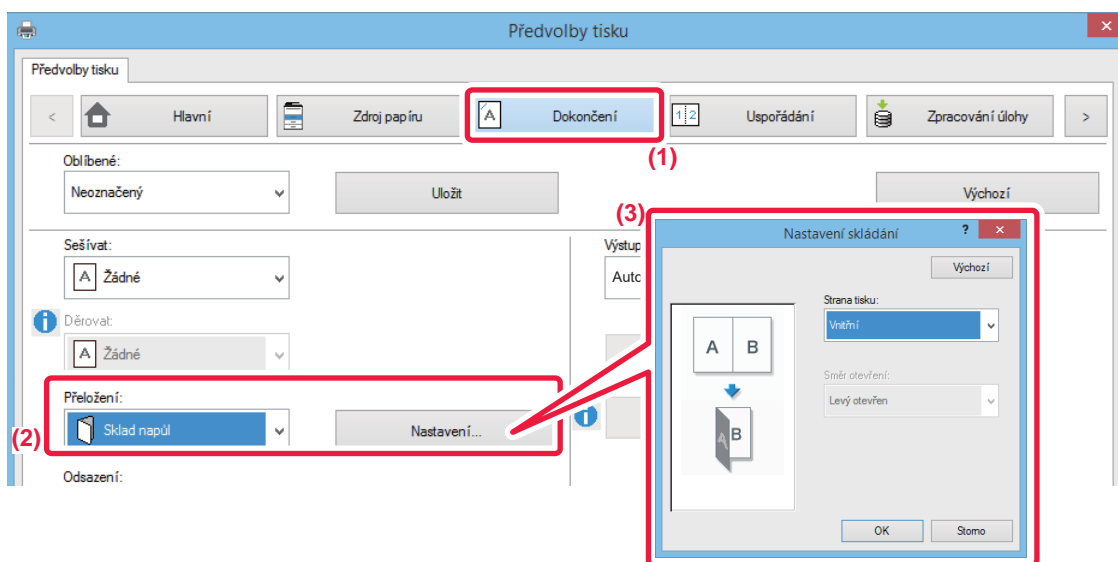 Předvolby tisku
×
Předvolby tisku
< Hlavní Zdroj papíru A Dokončení 1 2 Uspořádání Zpracování úlohy >
(1)
Oblíbené:
Neoznačený Uložit Výchozí
(3)
Sešívat: Výstup
A Žádné Auto
i Děrovat:
A Žádné
Přeložení:
(2) Sklad napůl Nastavení... i
Odsazení:
Nastavení skládání ? ×
Výchozí
Strana tisku:
Vnitřní
A B
Směr otevření:
Levý otevřen
A B
OK Storno